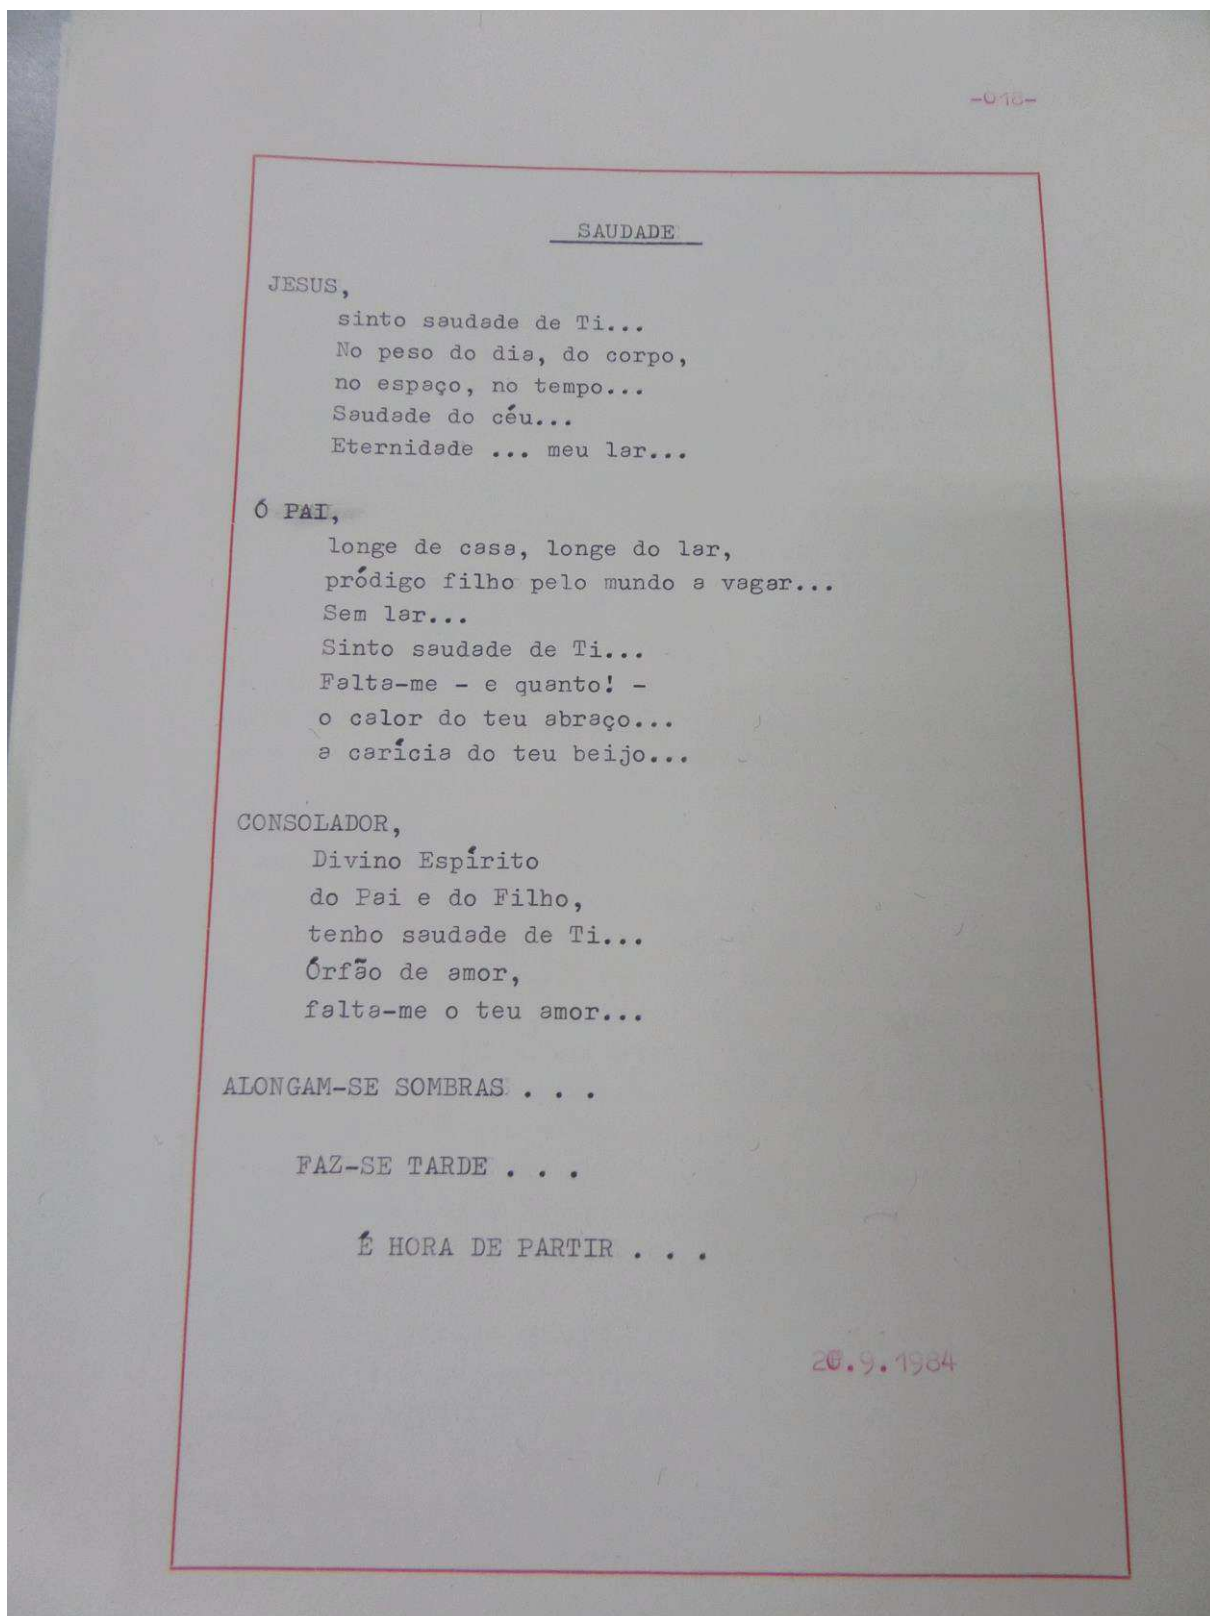 -018-
SAUDADE
JESUS,
sinto saudade de Ti...
No peso do dia, do corpo,
no espaço, no tempo...
Saudade do céu...
Eternidade ... meu lar...
Ó PAI,
longe de casa, longe do lar,
pródigo filho pelo mundo a vagar...
Sem lar...
Sinto saudade de Ti...
Falta-me - e quanto! -
o calor do teu abraço...
a carícia do teu beijo...
CONSOLADOR,
Divino Espírito
do Pai e do Filho,
tenho saudade de Ti...
Órfão de amor,
falta-me o teu amor...
ALONGAM-SE SOMBRAS . . .
FAZ-SE TARDE . . .
É HORA DE PARTIR . . .